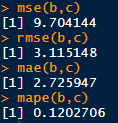 > mse(b,c)
[1] 9.704144
> rmse(b,c)
[1] 3.115148
> mae(b,c)
[1] 2.725947
> mape(b,c)
[1] 0.1202706